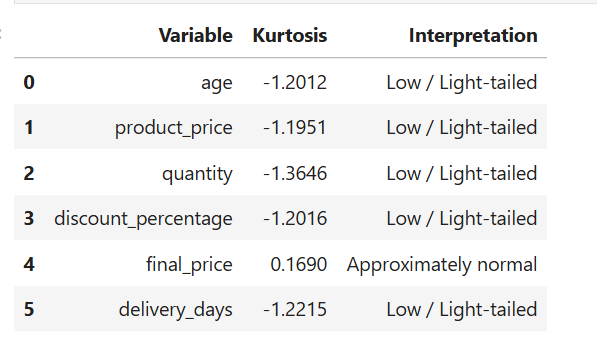 Variable Kurtosis Interpretation
0 age -1.2012 Low / Light-tailed
1 product_price -1.1951 Low / Light-tailed
2 quantity -1.3646 Low / Light-tailed
3 discount_percentage -1.2016 Low / Light-tailed
4 final_price 0.1690 Approximately normal
5 delivery_days -1.2215 Low / Light-tailed